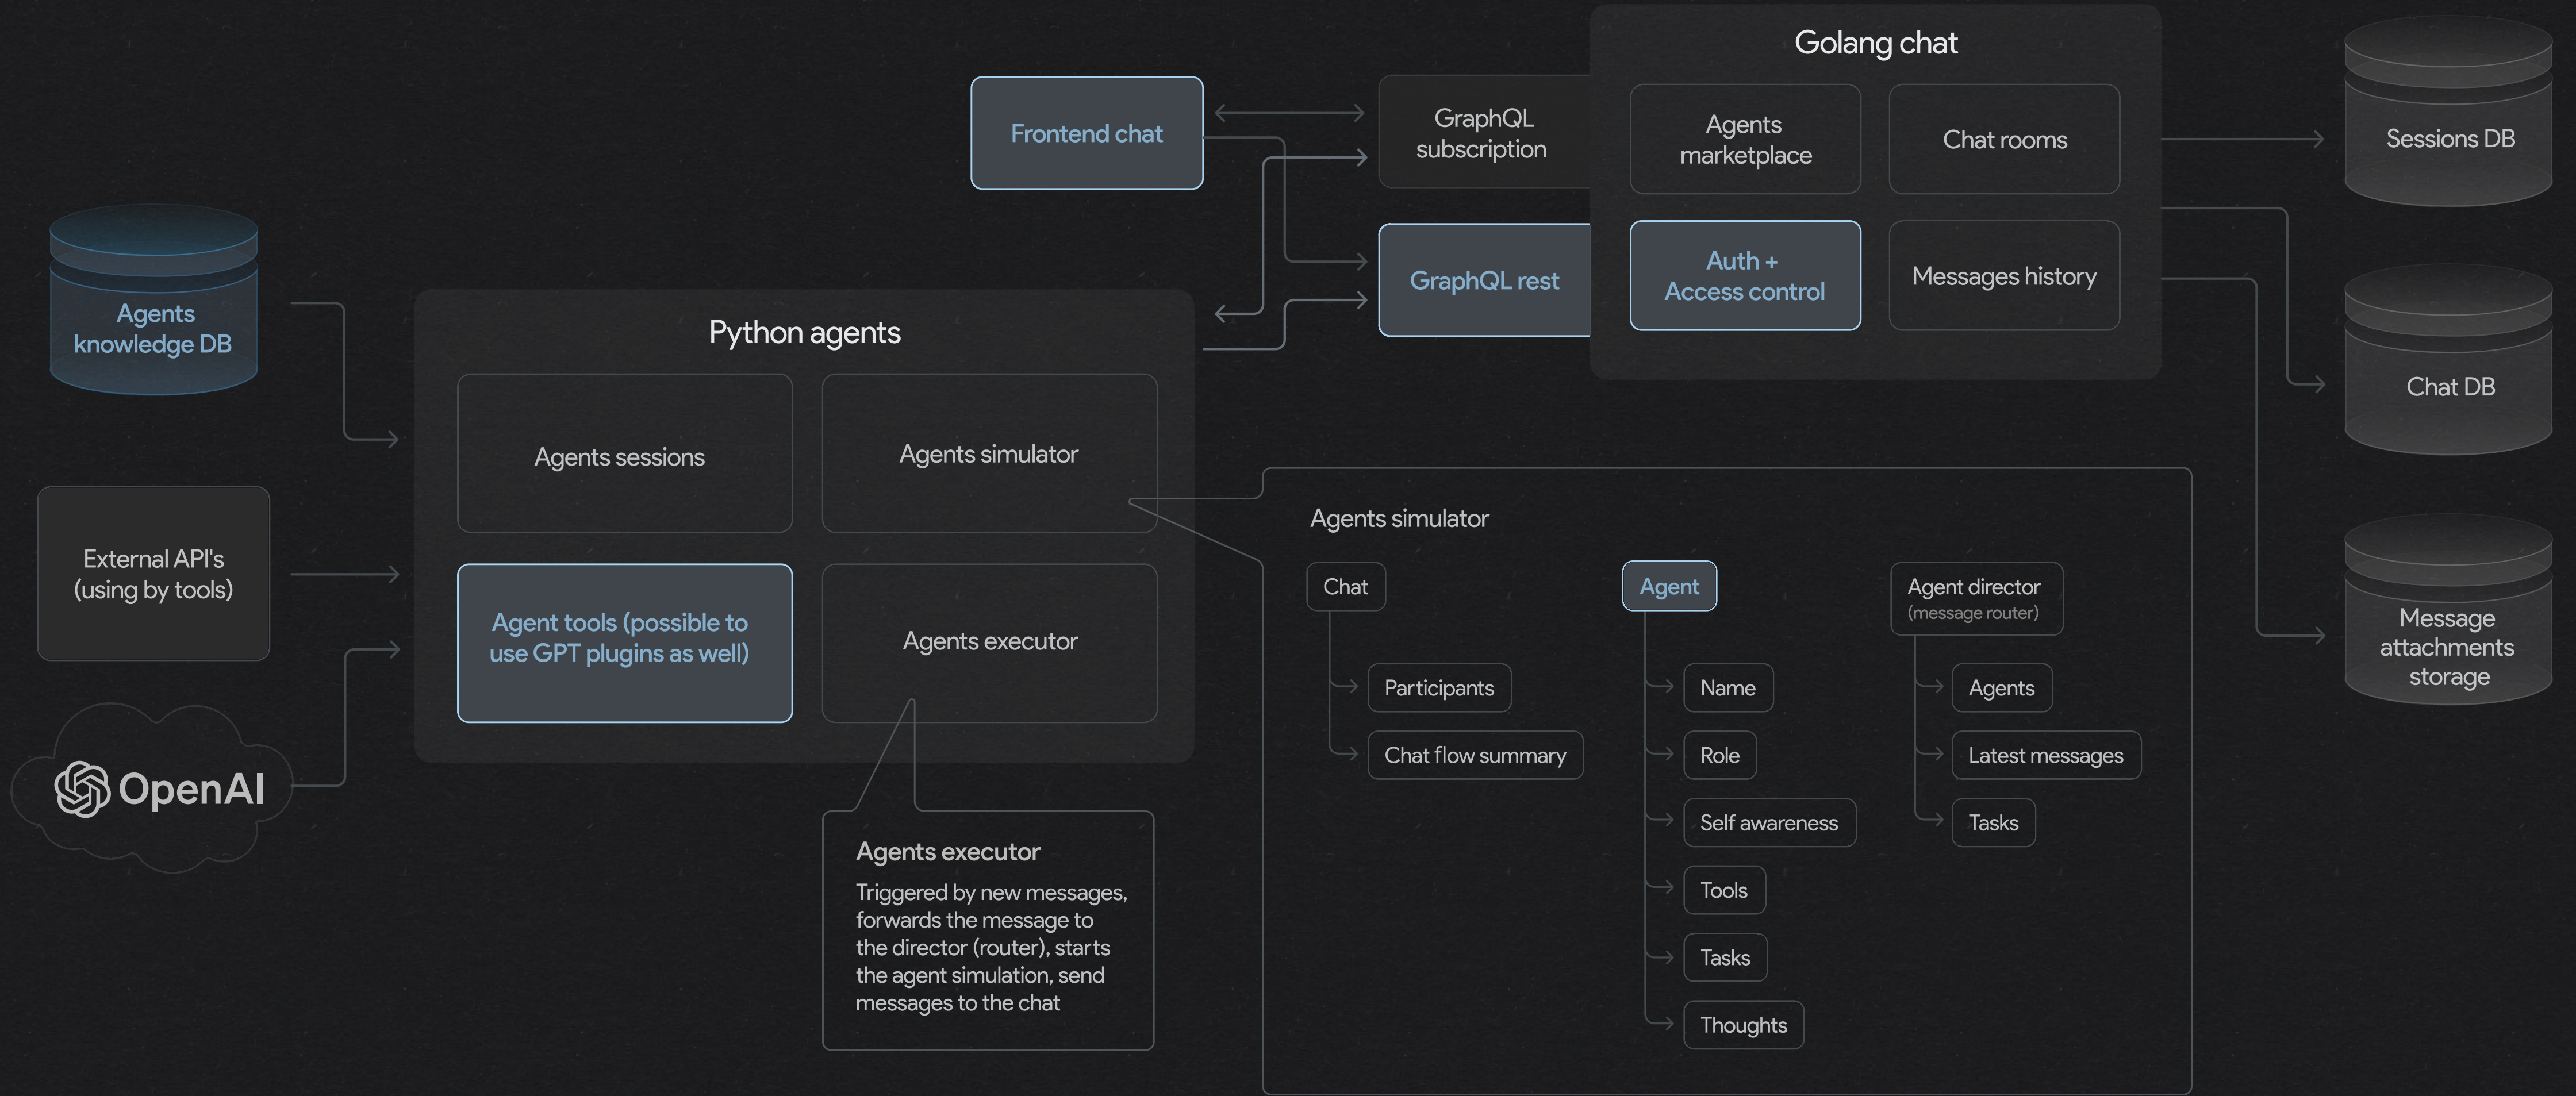 Golang chat
Frontend chat
GraphQL
subscription
Agents
marketplace
Chat rooms
Sessions DB
GraphQL rest
Auth +
Access control
Messages history
Agents
knowledge DB
Chat DB
Python agents
Agents sessions
Agents simulator
External API's
(using by tools)
Agent tools (possible to
use GPT plugins as well)
Agents executor
OpenAI
Message
attachments
storage
Agents simulator
Chat
Participants
Chat flow summary
Agent
Name
Role
Self awareness
Tools
Tasks
Thoughts
Agent director
(message router)
Agents
Latest messages
Tasks
Agents executor
Triggered by new messages,
forwards the message to
the director (router), starts
the agent simulation, send
messages to the chat